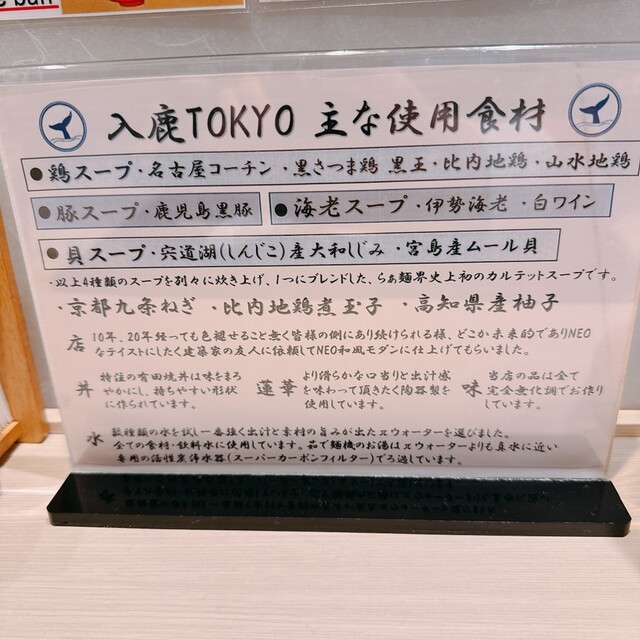 入鹿TOKYO 主な使用食材
●鶏スープ・名古屋コーチン・黒さつま鶏 黒王・比内地鶏・山水地鶏
●豚スープ・鹿児島黒豚
●海老スープ・伊勢海老・白ワイン
●貝スープ・宍道湖(しんじこ)産大和しじみ・宮島産ムール貝
・以上4種類のスープを別々に炊き上げ、1つにブレンドした、らぁ麺界史上初のカルテットスープです。
・京都九条ねぎ ・比内地鶏煮玉子 ・高知県産柚子
店
10年、20年経っても色褪せること無く皆様の側にあり続けられる様、どこか未来的でありNEO
なテイストにしたく建築家の友人に依頼してNEO和風モダンに仕上げてもらいました。
丼
特注の有田焼丼は味をまろ
やかにし、持ちやすい形状
に作られています。
蓮華
より滑らかな口当りと出汁感
を味わって頂きたく陶器製を
使用しています。
味
当店の品は全て
完全無化調でお作り
しています。
水
数種類の水を試し一番強く出汁と素材の旨みが出たπウォーターを選びました。
全ての食材・飲料水に使用しています。茹で麺機のお湯はπウォーターよりも真水に近い
専用の活性炭浄水器(スーパーカーボンフィルター)でろ過しています。